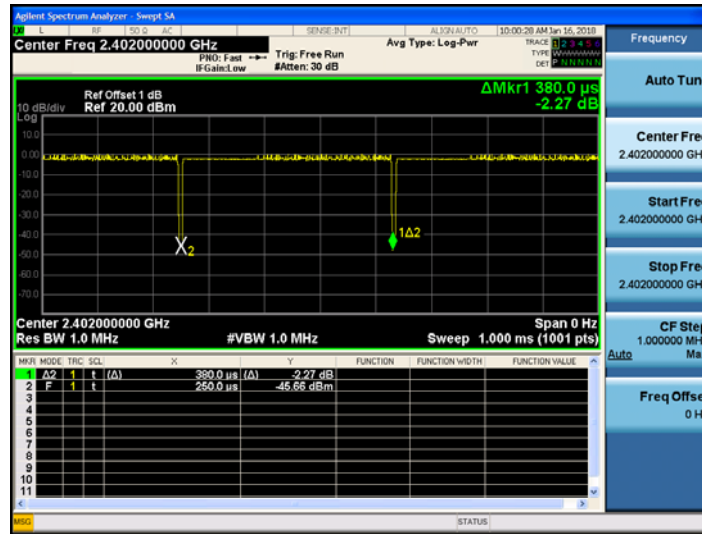 Agilent Spectrum Analyzer - Swept SA
L RF 50 Ω AC SENSE:INT ALIGNAUTO 10:00:28 AM Jan 16, 2018
Center Freq 2.402000000 GHz
PNO: Fast
IFGain:Low
Trig: Free Run
#Atten: 30 dB
Avg Type: Log-Pwr
TRACE 1 2 3 4 5 6
TYPE
DET P N N N N N
Ref Offset 1 dB
10 dB/div Ref 20.00 dBm
Log
ΔMkr1 380.0 µs
-2.27 dB
10.0
0.00
-10.0
-20.0
-30.0
-40.0
-50.0
-60.0
-70.0
X2
1Δ2
Center 2.402000000 GHz Span 0 Hz
Res BW 1.0 MHz #VBW 1.0 MHz Sweep 1.000 ms (1001 pts)
MKR MODE TRC SCL X Y FUNCTION FUNCTION WIDTH FUNCTION VALUE
1 Δ2 1 t (Δ) 380.0 µs (Δ) -2.27 dB
2 F 1 t 250.0 µs -45.66 dBm
3
4
5
6
7
8
9
10
11
MSG STATUS
Frequency
Auto Tun
Center Fre
2.402000000 GH
Start Fre
2.402000000 GH
Stop Fre
2.402000000 GH
CF Step
1.000000 MH
Auto Ma
Freq Offse
0 H